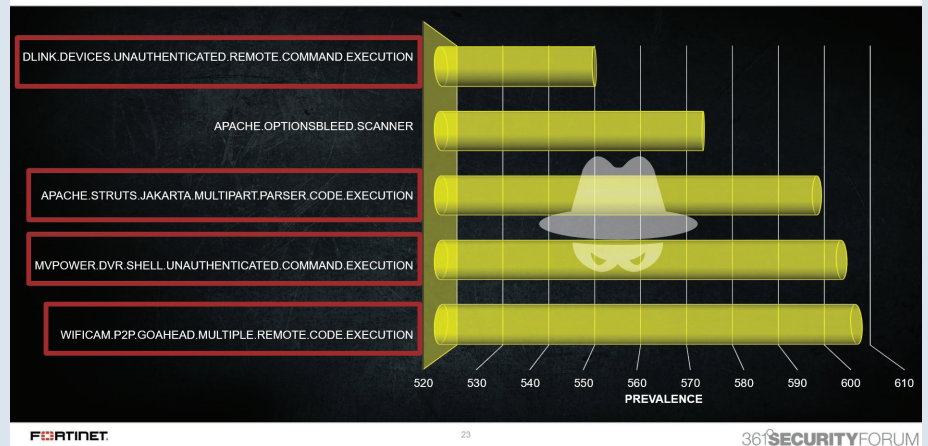 DLINK.DEVICES.UNAUTHENTICATED.REMOTE.COMMAND.EXECUTION
APACHE.OPTIONSBLEED.SCANNER
APACHE.STRUTS.JAKARTA.MULTIPART.PARSER.CODE.EXECUTION
MVPOWER.DVR.SHELL.UNAUTHENTICATED.COMMAND.EXECUTION
WIFICAM.P2P.GOAHEAD.MULTIPLE.REMOTE.CODE.EXECUTION
520 530 540 550 560 570 580 590 600 610
PREVALENCE
FORTINET. 23 361°SECURITYFORUM